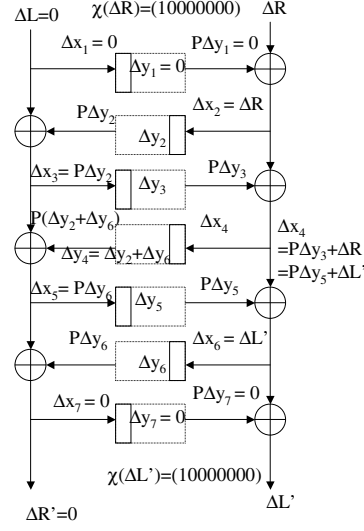 ΔL=0 χ(ΔR)=(10000000) ΔR
Δx₁= 0 PΔy₁ = 0
Δy₁ = 0
PΔy₂ Δx₂ = ΔR
Δy₂
Δx₃= PΔy₂ PΔy₃
Δy₃
P(Δy₂+Δy₆) Δx₄ Δx₄
Δy₄= Δy₂+ Δy₆ =PΔy₃+ΔR
=PΔy₅+ΔL’
Δx₅= PΔy₆ PΔy₅
Δy₅
PΔy₆ Δx₆ = ΔL’
Δy₆
Δx₇ = 0 PΔy₇ = 0
Δy₇ = 0
χ(ΔL’)=(10000000)
ΔR’=0 ΔL’